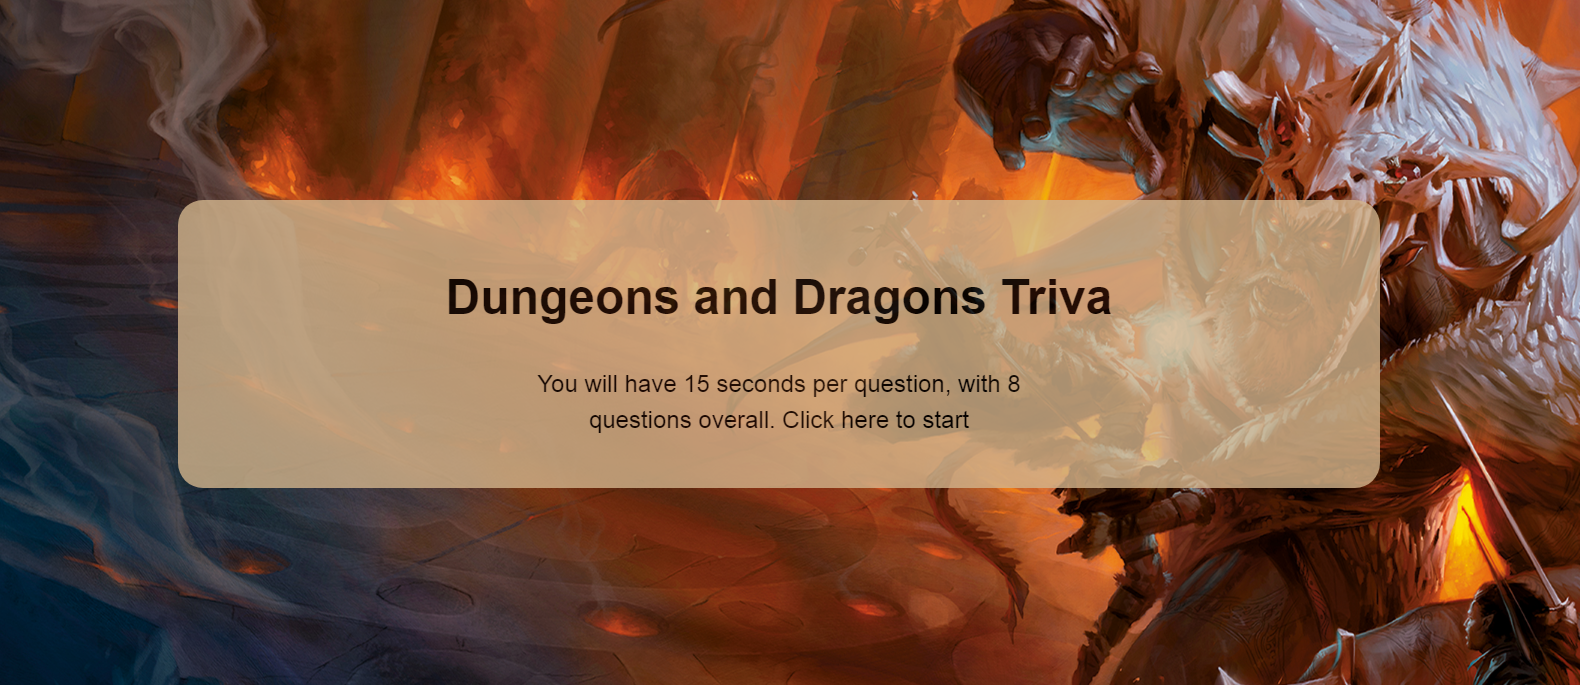 Dungeons and Dragons Triva
You will have 15 seconds per question, with 8
questions overall. Click here to start